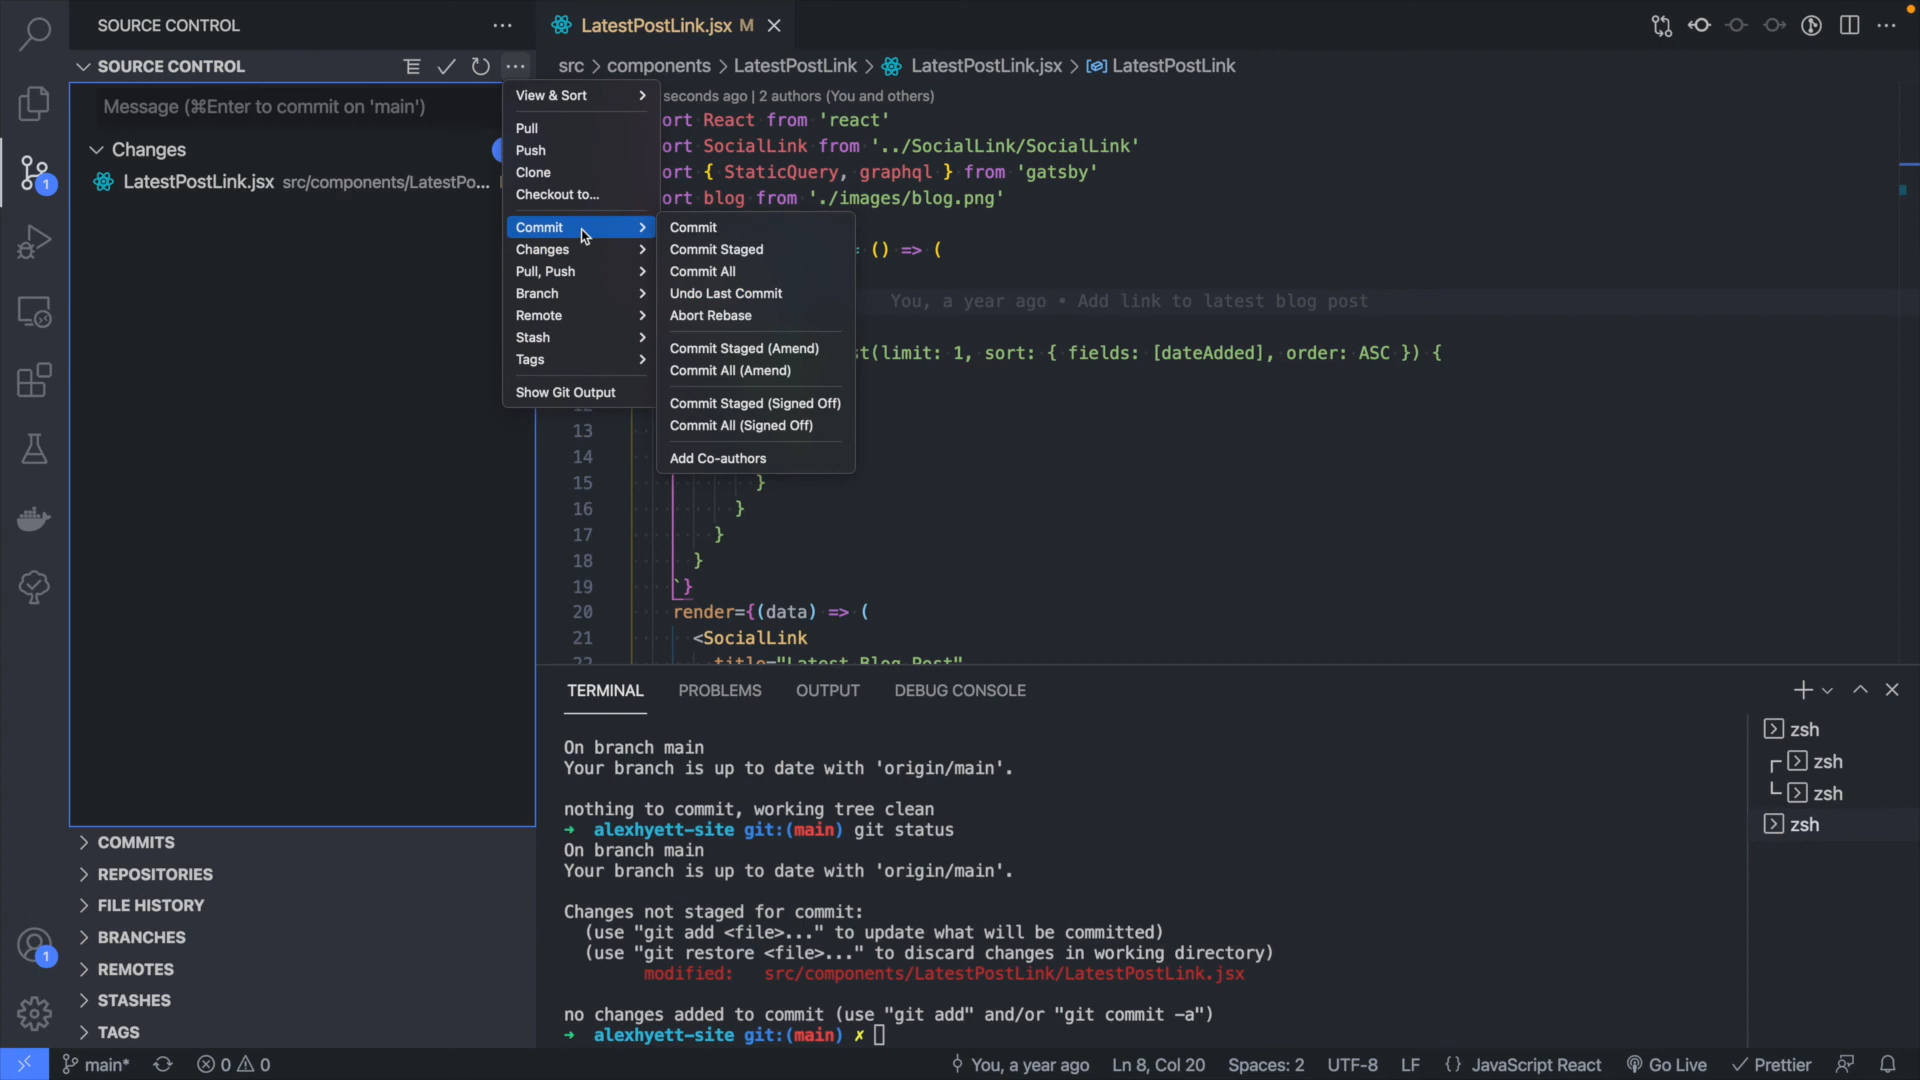 SOURCE CONTROL
SOURCE CONTROL
Message (⌘Enter to commit on 'main')
Changes
LatestPostLink.jsx src/components/LatestPo...
1
1
COMMITS
REPOSITORIES
FILE HISTORY
BRANCHES
REMOTES
STASHES
TAGS
View & Sort
Pull
Push
Clone
Checkout to...
Commit
Changes
Pull, Push
Branch
Remote
Stash
Tags
Show Git Output
Commit
Commit Staged
Commit All
Undo Last Commit
Abort Rebase
Commit Staged (Amend)
Commit All (Amend)
Commit Staged (Signed Off)
Commit All (Signed Off)
Add Co-authors
LatestPostLink.jsx M
src > components > LatestPostLink > LatestPostLink.jsx > LatestPostLink
seconds ago | 2 authors (You and others)
ort React from 'react'
ort SocialLink from '../SocialLink/SocialLink'
ort { StaticQuery, graphql } from 'gatsby'
ort blog from './images/blog.png'
() => (
You, a year ago • Add link to latest blog post
t(limit: 1, sort: { fields: [dateAdded], order: ASC }) {
13
14
15 }
16 }
17 }
18 }
19 `}
20 render={(data) => (
21 <SocialLink
22 title="Latest Blog Post"
TERMINAL PROBLEMS OUTPUT DEBUG CONSOLE
On branch main
Your branch is up to date with 'origin/main'.
nothing to commit, working tree clean
→ alexhyett-site git:(main) git status
On branch main
Your branch is up to date with 'origin/main'.
Changes not staged for commit:
(use "git add <file>..." to update what will be committed)
(use "git restore <file>..." to discard changes in working directory)
modified: src/components/LatestPostLink/LatestPostLink.jsx
no changes added to commit (use "git add" and/or "git commit -a")
→ alexhyett-site git:(main) ✗
zsh
zsh
zsh
zsh
main* 0 0 You, a year ago Ln 8, Col 20 Spaces: 2 UTF-8 LF {} JavaScript React Go Live Prettier